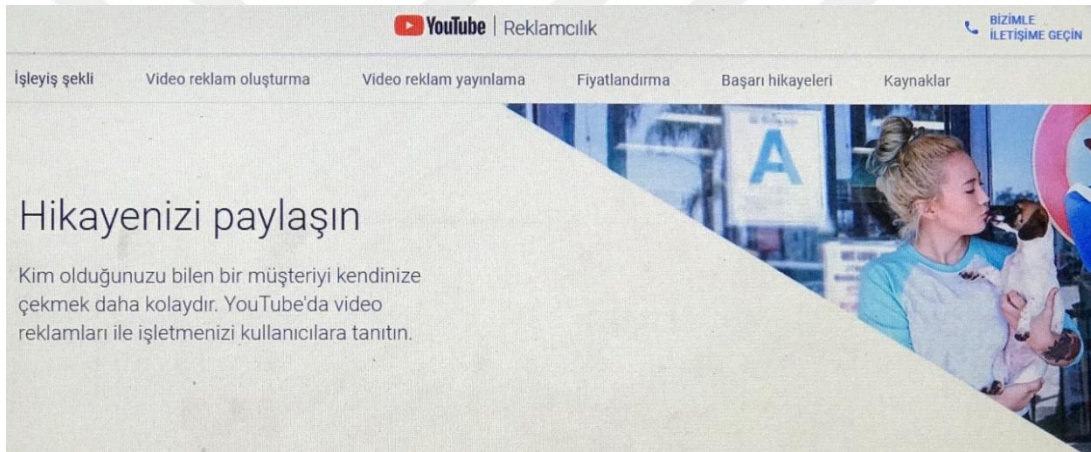 YouTube | Reklamcılık
BİZİMLE
İLETİŞİME GEÇİN
İşleyiş şekli Video reklam oluşturma Video reklam yayınlama Fiyatlandırma Başarı hikayeleri Kaynaklar
A
Hikayenizi paylaşın
Kim olduğunuzu bilen bir müşteriyi kendinize
çekmek daha kolaydır. YouTube'da video
reklamları ile işletmenizi kullanıcılara tanıtın.